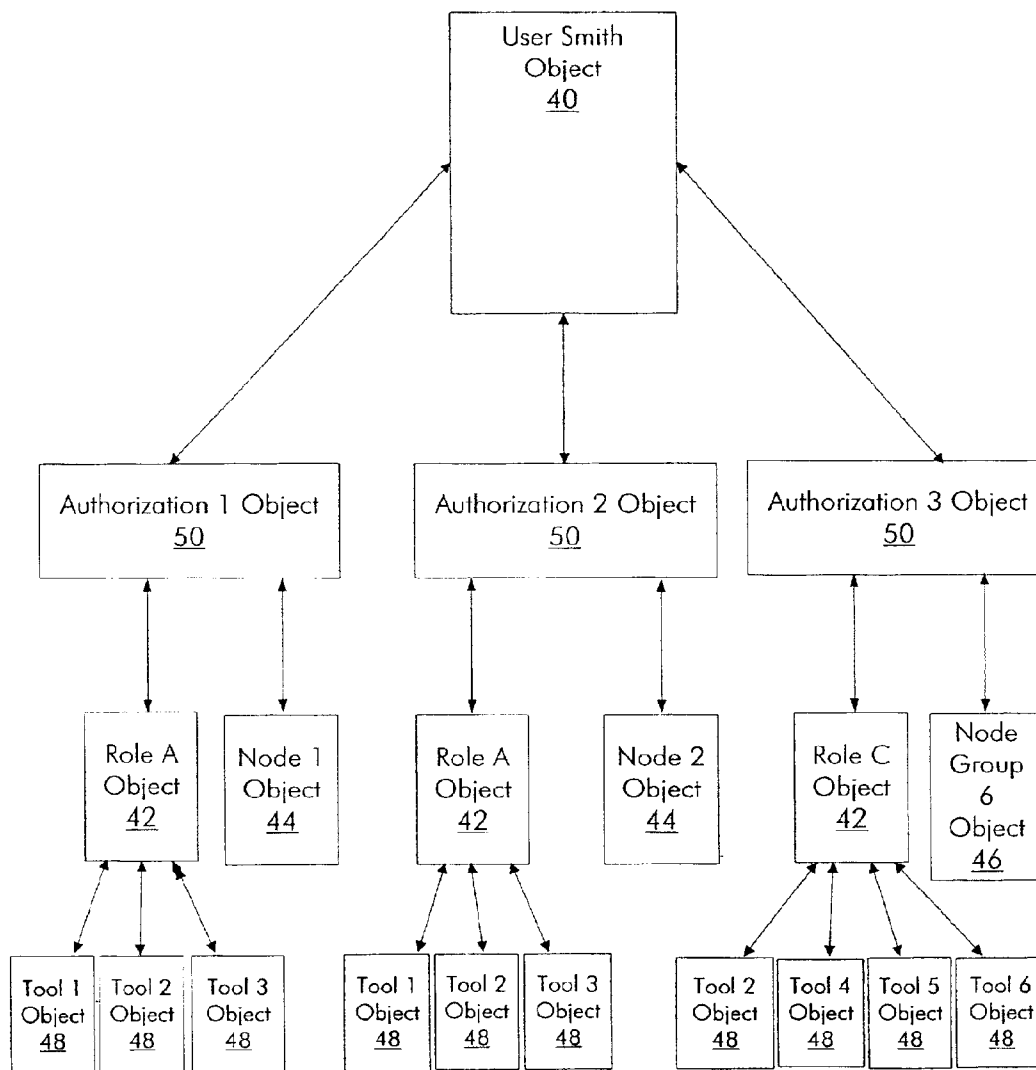 User Smith
Object
40
Authorization 1 Object
50
Authorization 2 Object
50
Authorization 3 Object
50
Role A
Object
42
Node 1
Object
44
Role A
Object
42
Node 2
Object
44
Role C
Object
42
Node
Group
6
Object
46
Tool 1
Object
48
Tool 2
Object
48
Tool 3
Object
48
Tool 1
Object
48
Tool 2
Object
48
Tool 3
Object
48
Tool 2
Object
48
Tool 4
Object
48
Tool 5
Object
48
Tool 6
Object
48